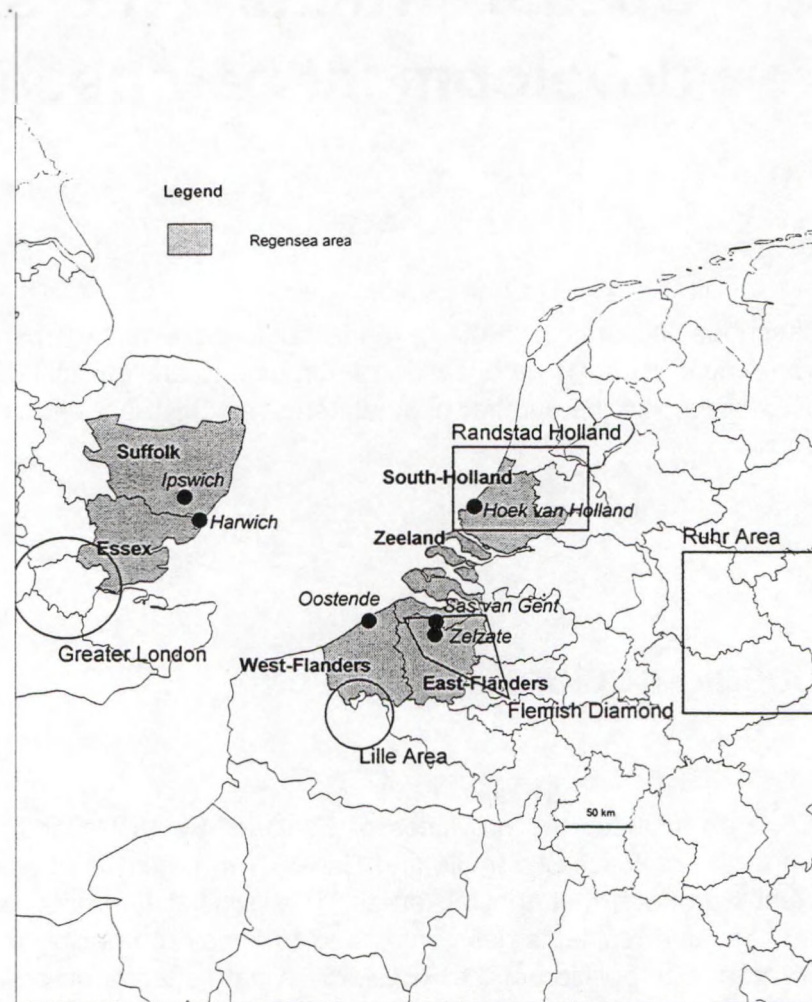 Legend
Regensea area
Randstad Holland
Suffolk
South-Holland
Ipswich
Hoek van Holland
Harwich
Zeeland
Ruhr Area
Essex
Oostende
Sas van Gent
Zelzate
Greater London
West-Flanders
East-Flanders
Flemish Diamond
Lille Area
50 km